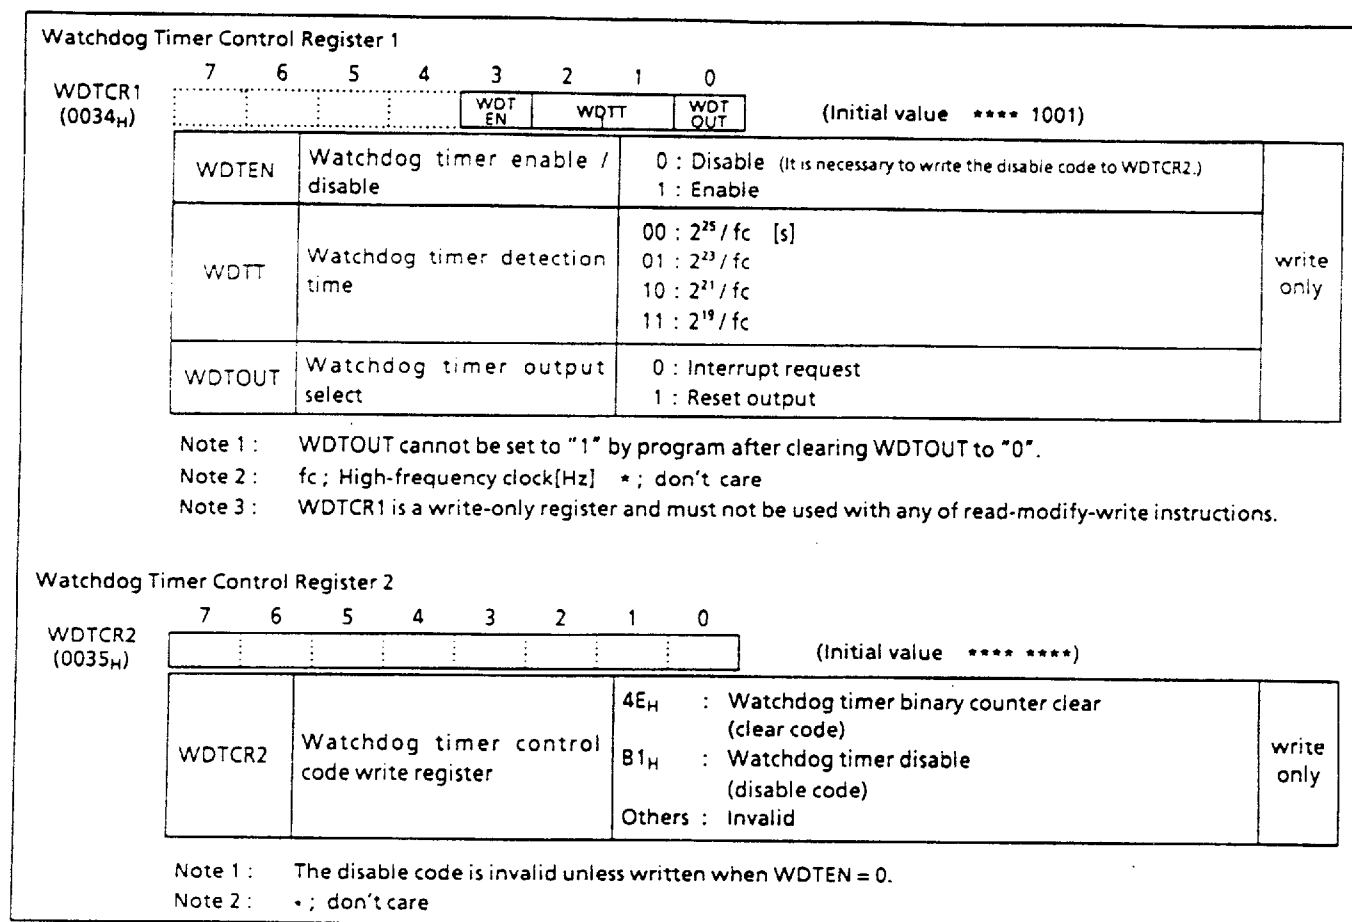 Watchdog Timer Control Register 1
7 6 5 4 3 2 1 0
WDTCR1
(0034H)
WDT EN WDTT WDT OUT
(Initial value **** 1001)
WDTEN
Watchdog timer enable /
disable
0 : Disable (It is necessary to write the disable code to WDTCR2.)
1 : Enable
WDTT
Watchdog timer detection
time
00 : 2²⁵ / fc [s]
01 : 2²³ / fc
10 : 2²¹ / fc
11 : 2¹⁹ / fc
write
only
WDTOUT
Watchdog timer output
select
0 : Interrupt request
1 : Reset output
Note 1 : WDTOUT cannot be set to "1" by program after clearing WDTOUT to "0".
Note 2 : fc ; High-frequency clock[Hz] * ; don't care
Note 3 : WDTCR1 is a write-only register and must not be used with any of read-modify-write instructions.
Watchdog Timer Control Register 2
7 6 5 4 3 2 1 0
WDTCR2
(0035H)
(Initial value **** ****)
WDTCR2
Watchdog timer control
code write register
4EH : Watchdog timer binary counter clear
(clear code)
B1H : Watchdog timer disable
(disable code)
Others : Invalid
write
only
Note 1 : The disable code is invalid unless written when WDTEN = 0.
Note 2 : * ; don't care